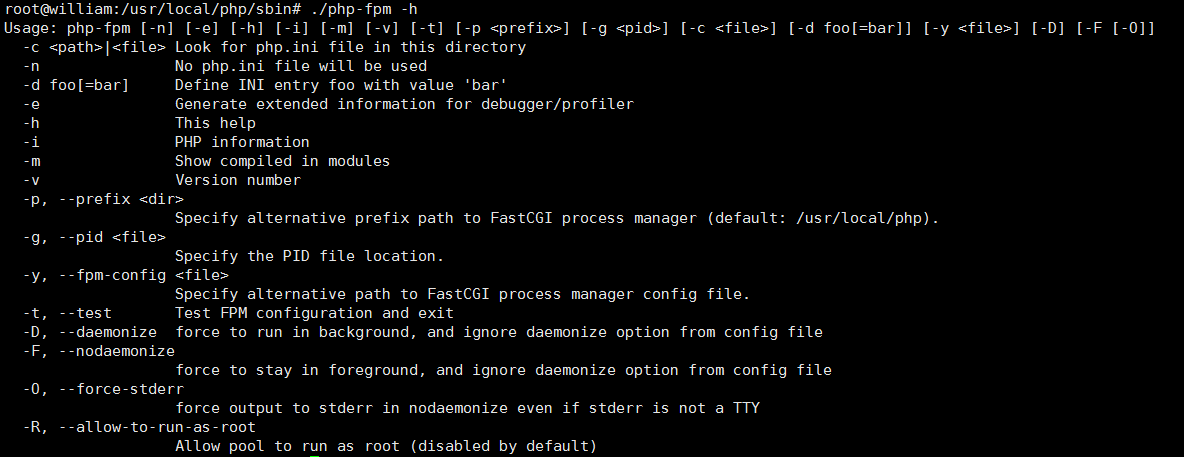 root@william:/usr/local/php/sbin# ./php-fpm -h
Usage: php-fpm [-n] [-e] [-h] [-i] [-m] [-v] [-t] [-p <prefix>] [-g <pid>] [-c <file>] [-d foo[=bar]] [-y <file>] [-D] [-F [-O]]
  -c <path>|<file> Look for php.ini file in this directory
  -n               No php.ini file will be used
  -d foo[=bar]     Define INI entry foo with value 'bar'
  -e               Generate extended information for debugger/profiler
  -h               This help
  -i               PHP information
  -m               Show compiled in modules
  -v               Version number
  -p, --prefix <dir>
                   Specify alternative prefix path to FastCGI process manager (default: /usr/local/php).
  -g, --pid <file>
                   Specify the PID file location.
  -y, --fpm-config <file>
                   Specify alternative path to FastCGI process manager config file.
  -t, --test       Test FPM configuration and exit
  -D, --daemonize  force to run in background, and ignore daemonize option from config file
  -F, --nodaemonize
                   force to stay in foreground, and ignore daemonize option from config file
  -O, --force-stderr
                   force output to stderr in nodaemonize even if stderr is not a TTY
  -R, --allow-to-run-as-root
                   Allow pool to run as root (disabled by default)